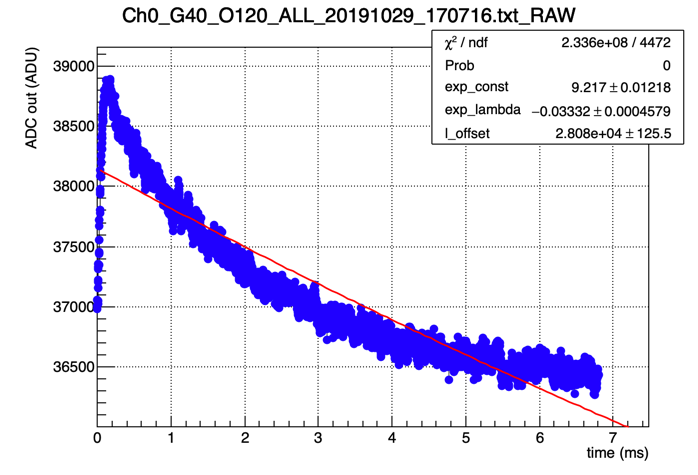 Ch0_G40_O120_ALL_20191029_170716.txt_RAW
χ² / ndf 2.336e+08 / 4472
Prob 0
exp_const 9.217 ± 0.01218
exp_lambda −0.03332 ± 0.0004579
l_offset 2.808e+04 ± 125.5
ADC out (ADU)
39000
38500
38000
37500
37000
36500
0 1 2 3 4 5 6 7
time (ms)